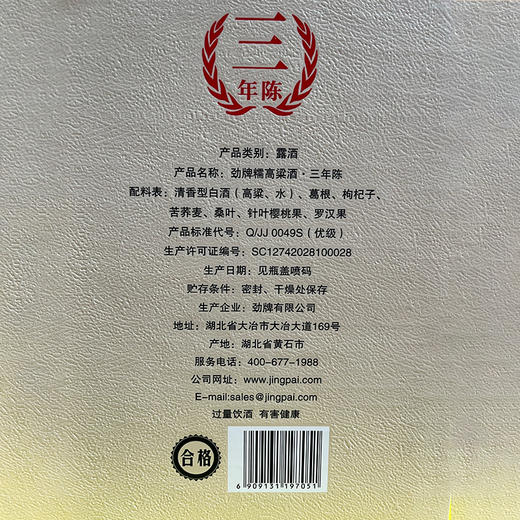 三
年陈
产品类别：露酒
产品名称：劲牌糯高粱酒·三年陈
配料表：清香型白酒（高粱、水）、葛根、枸杞子、
苦荞麦、桑叶、针叶樱桃果、罗汉果
产品标准代号：Q/JJ 0049S（优级）
生产许可证编号：SC12742028100028
生产日期：见瓶盖喷码
贮存条件：密封、干燥处保存
生产企业：劲牌有限公司
地址：湖北省大冶市大冶大道169号
产地：湖北省黄石市
服务电话：400-677-1988
公司网址：www.jingpai.com
E-mail:sales@jingpai.com
过量饮酒 有害健康
合格
6 909131 197051